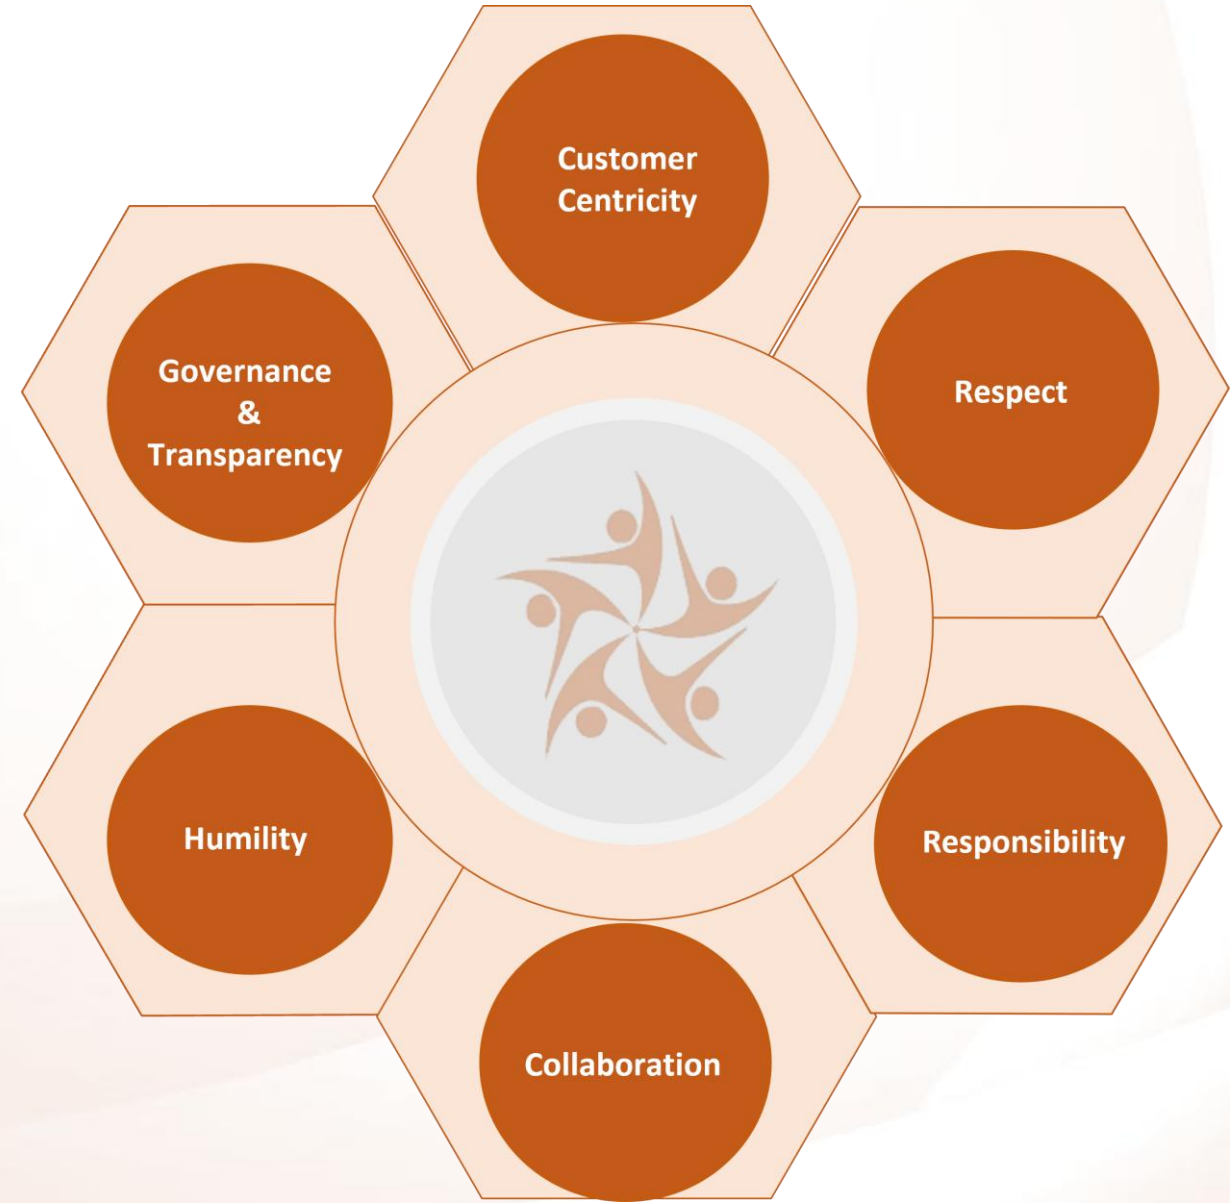 Customer
Centricity
Governance
&
Transparency
Respect
Humility
Responsibility
Collaboration